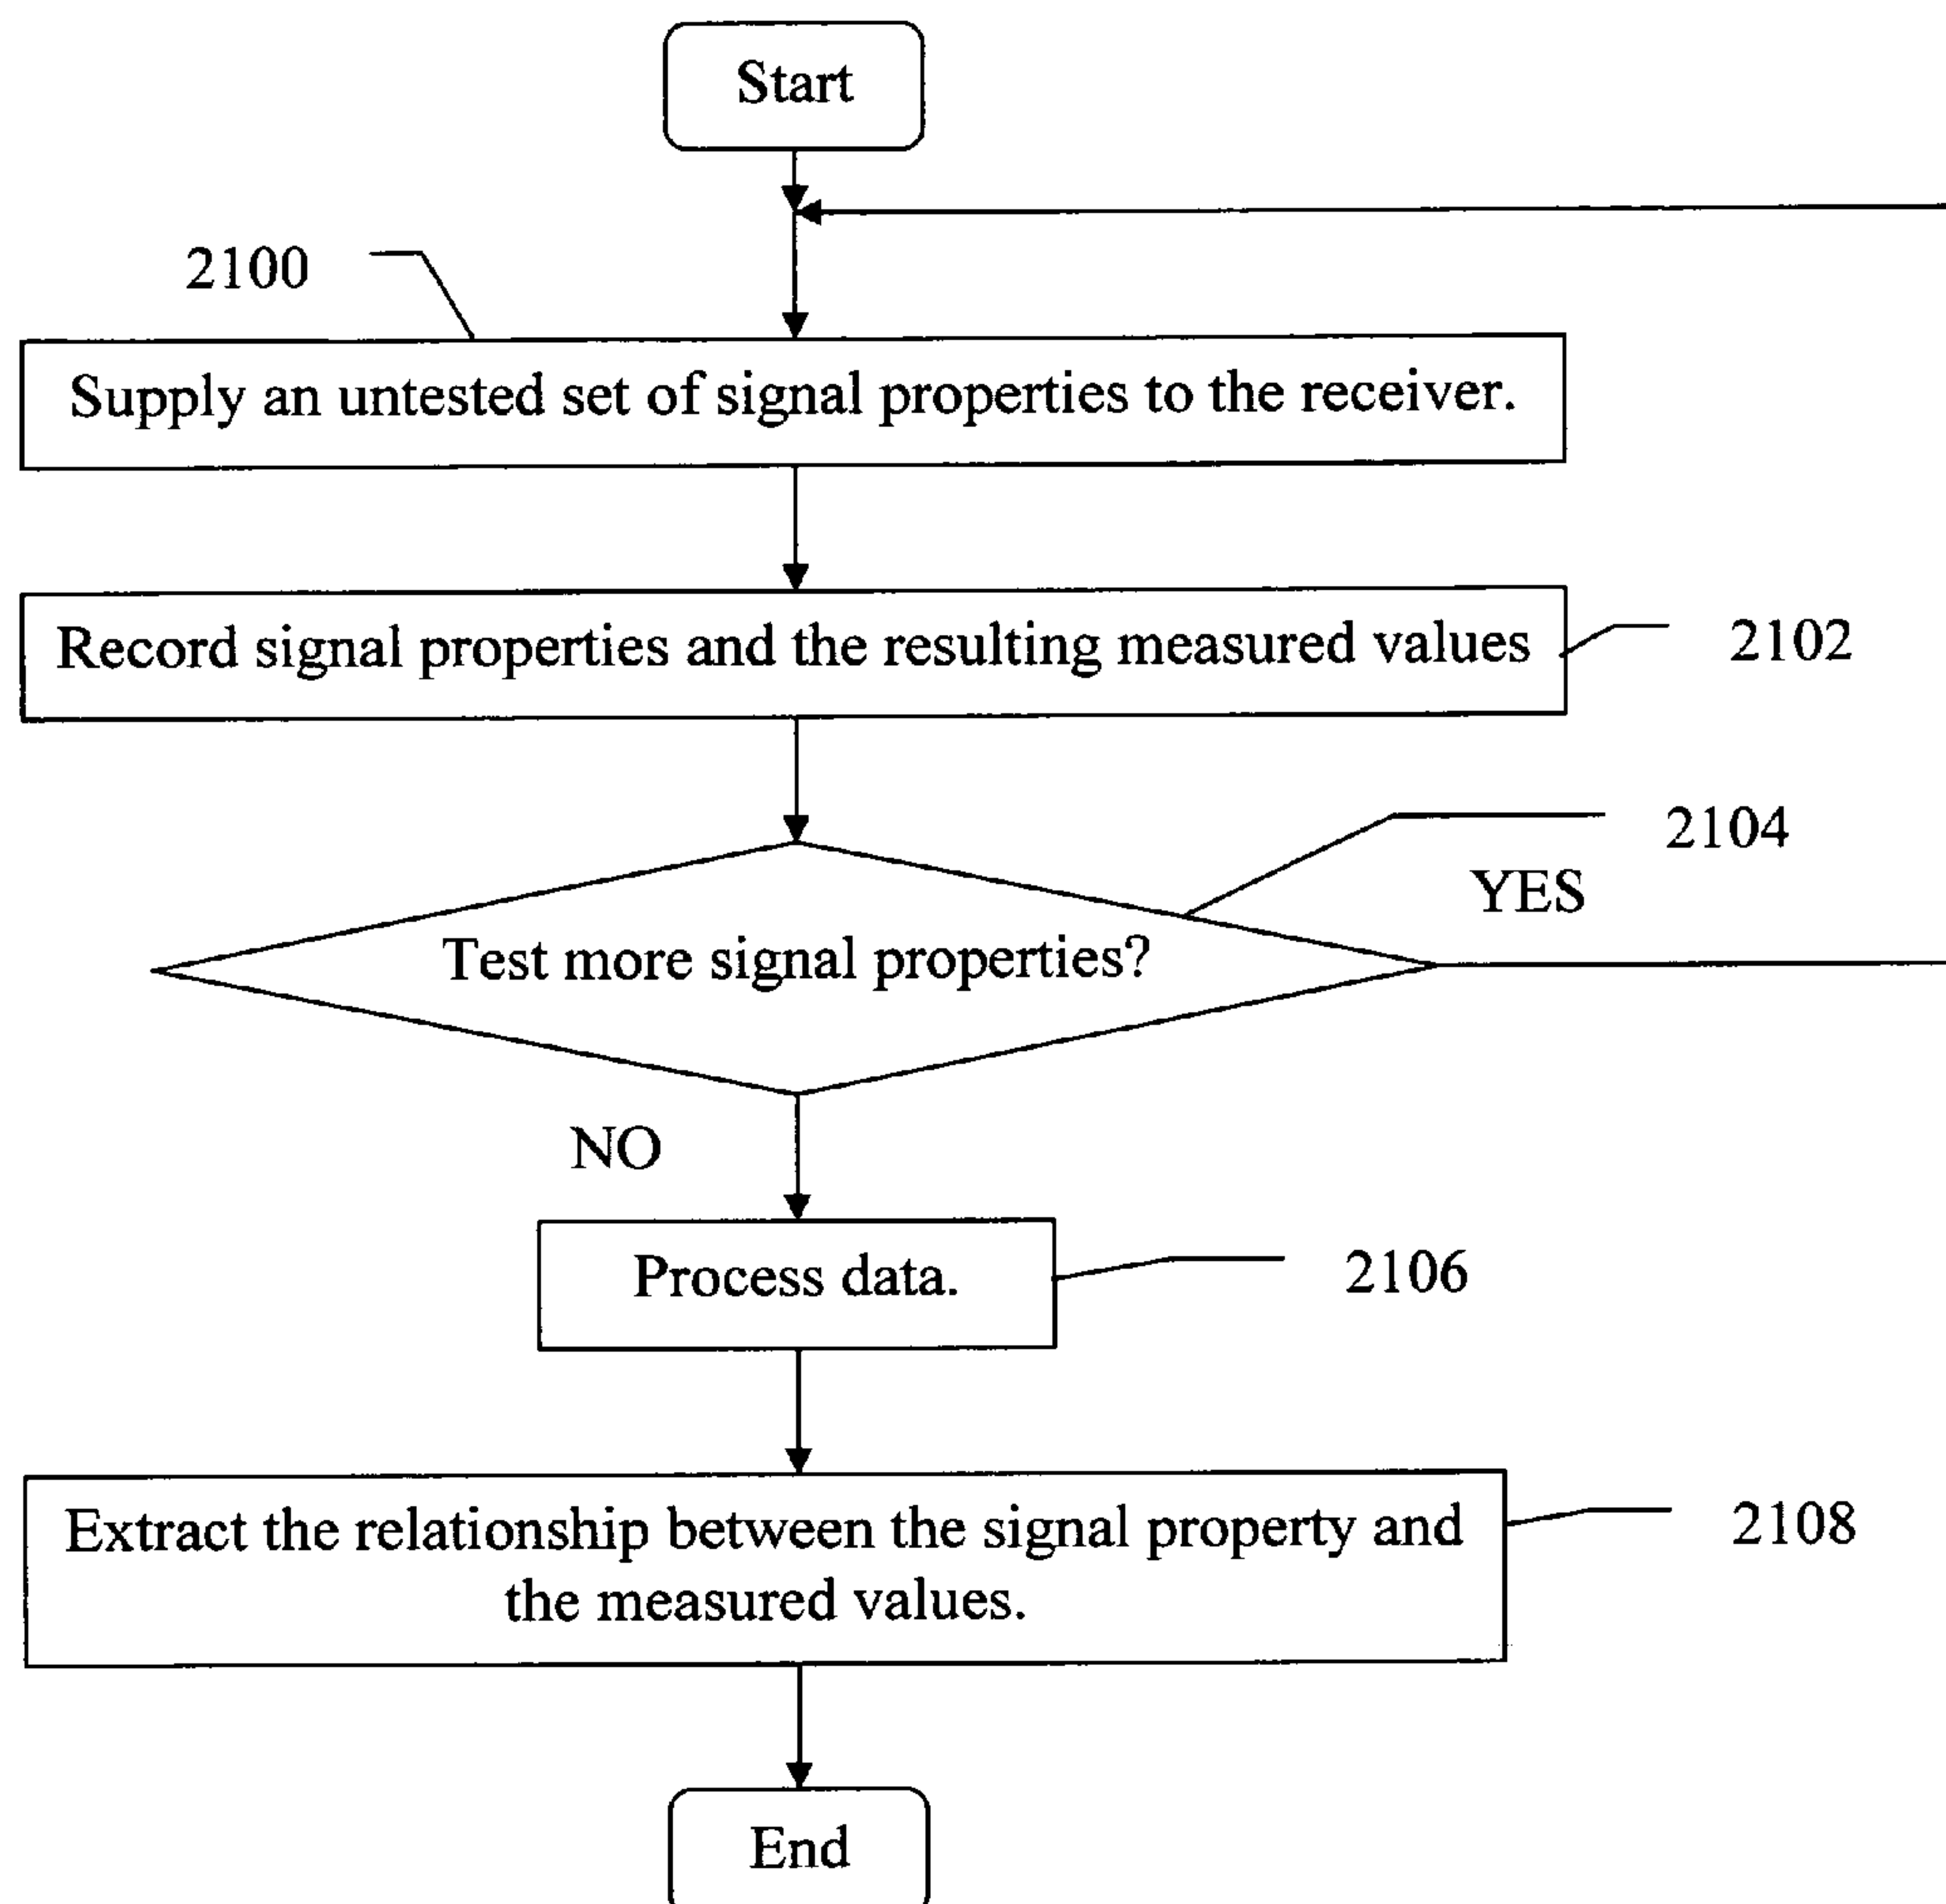 Start
2100
Supply an untested set of signal properties to the receiver.
Record signal properties and the resulting measured values
2102
2104
YES
Test more signal properties?
NO
Process data.
2106
Extract the relationship between the signal property and
the measured values.
2108
End